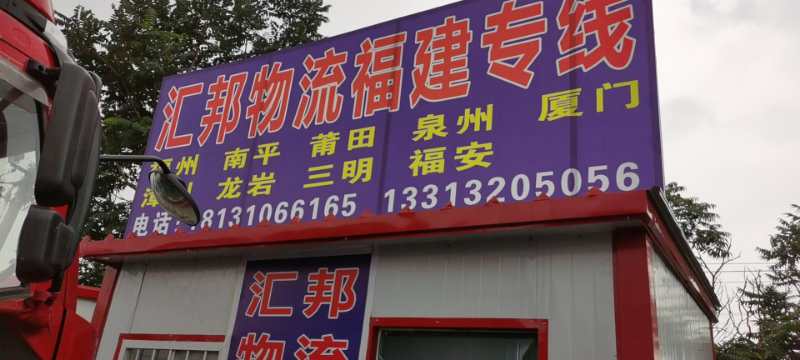 汇邦物流福建专线
福州 南平 莆田 泉州 厦门
龙岩 三明 福安
电话: 8131066165 13313205056
汇邦
物流